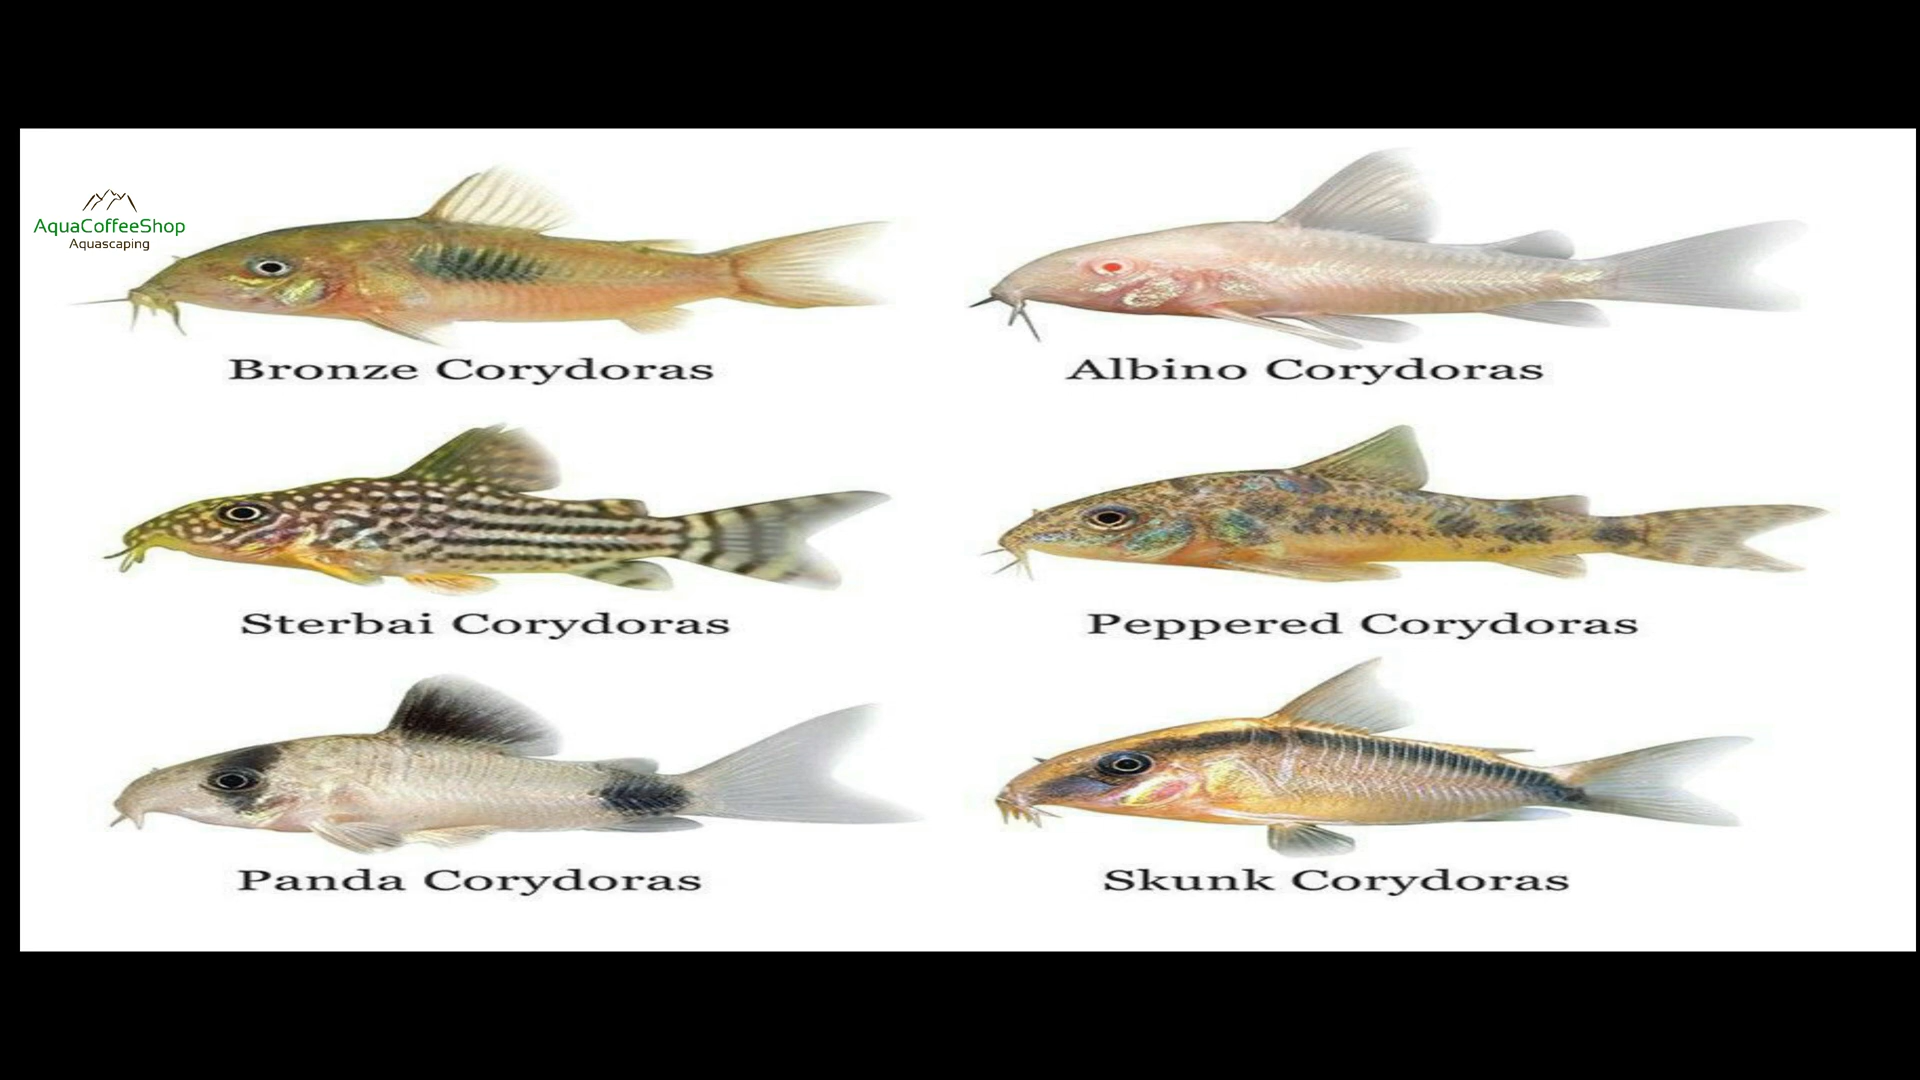 AquaCoffeeShop
Aquascaping
Bronze Corydoras
Albino Corydoras
Sterbai Corydoras
Peppered Corydoras
Panda Corydoras
Skunk Corydoras